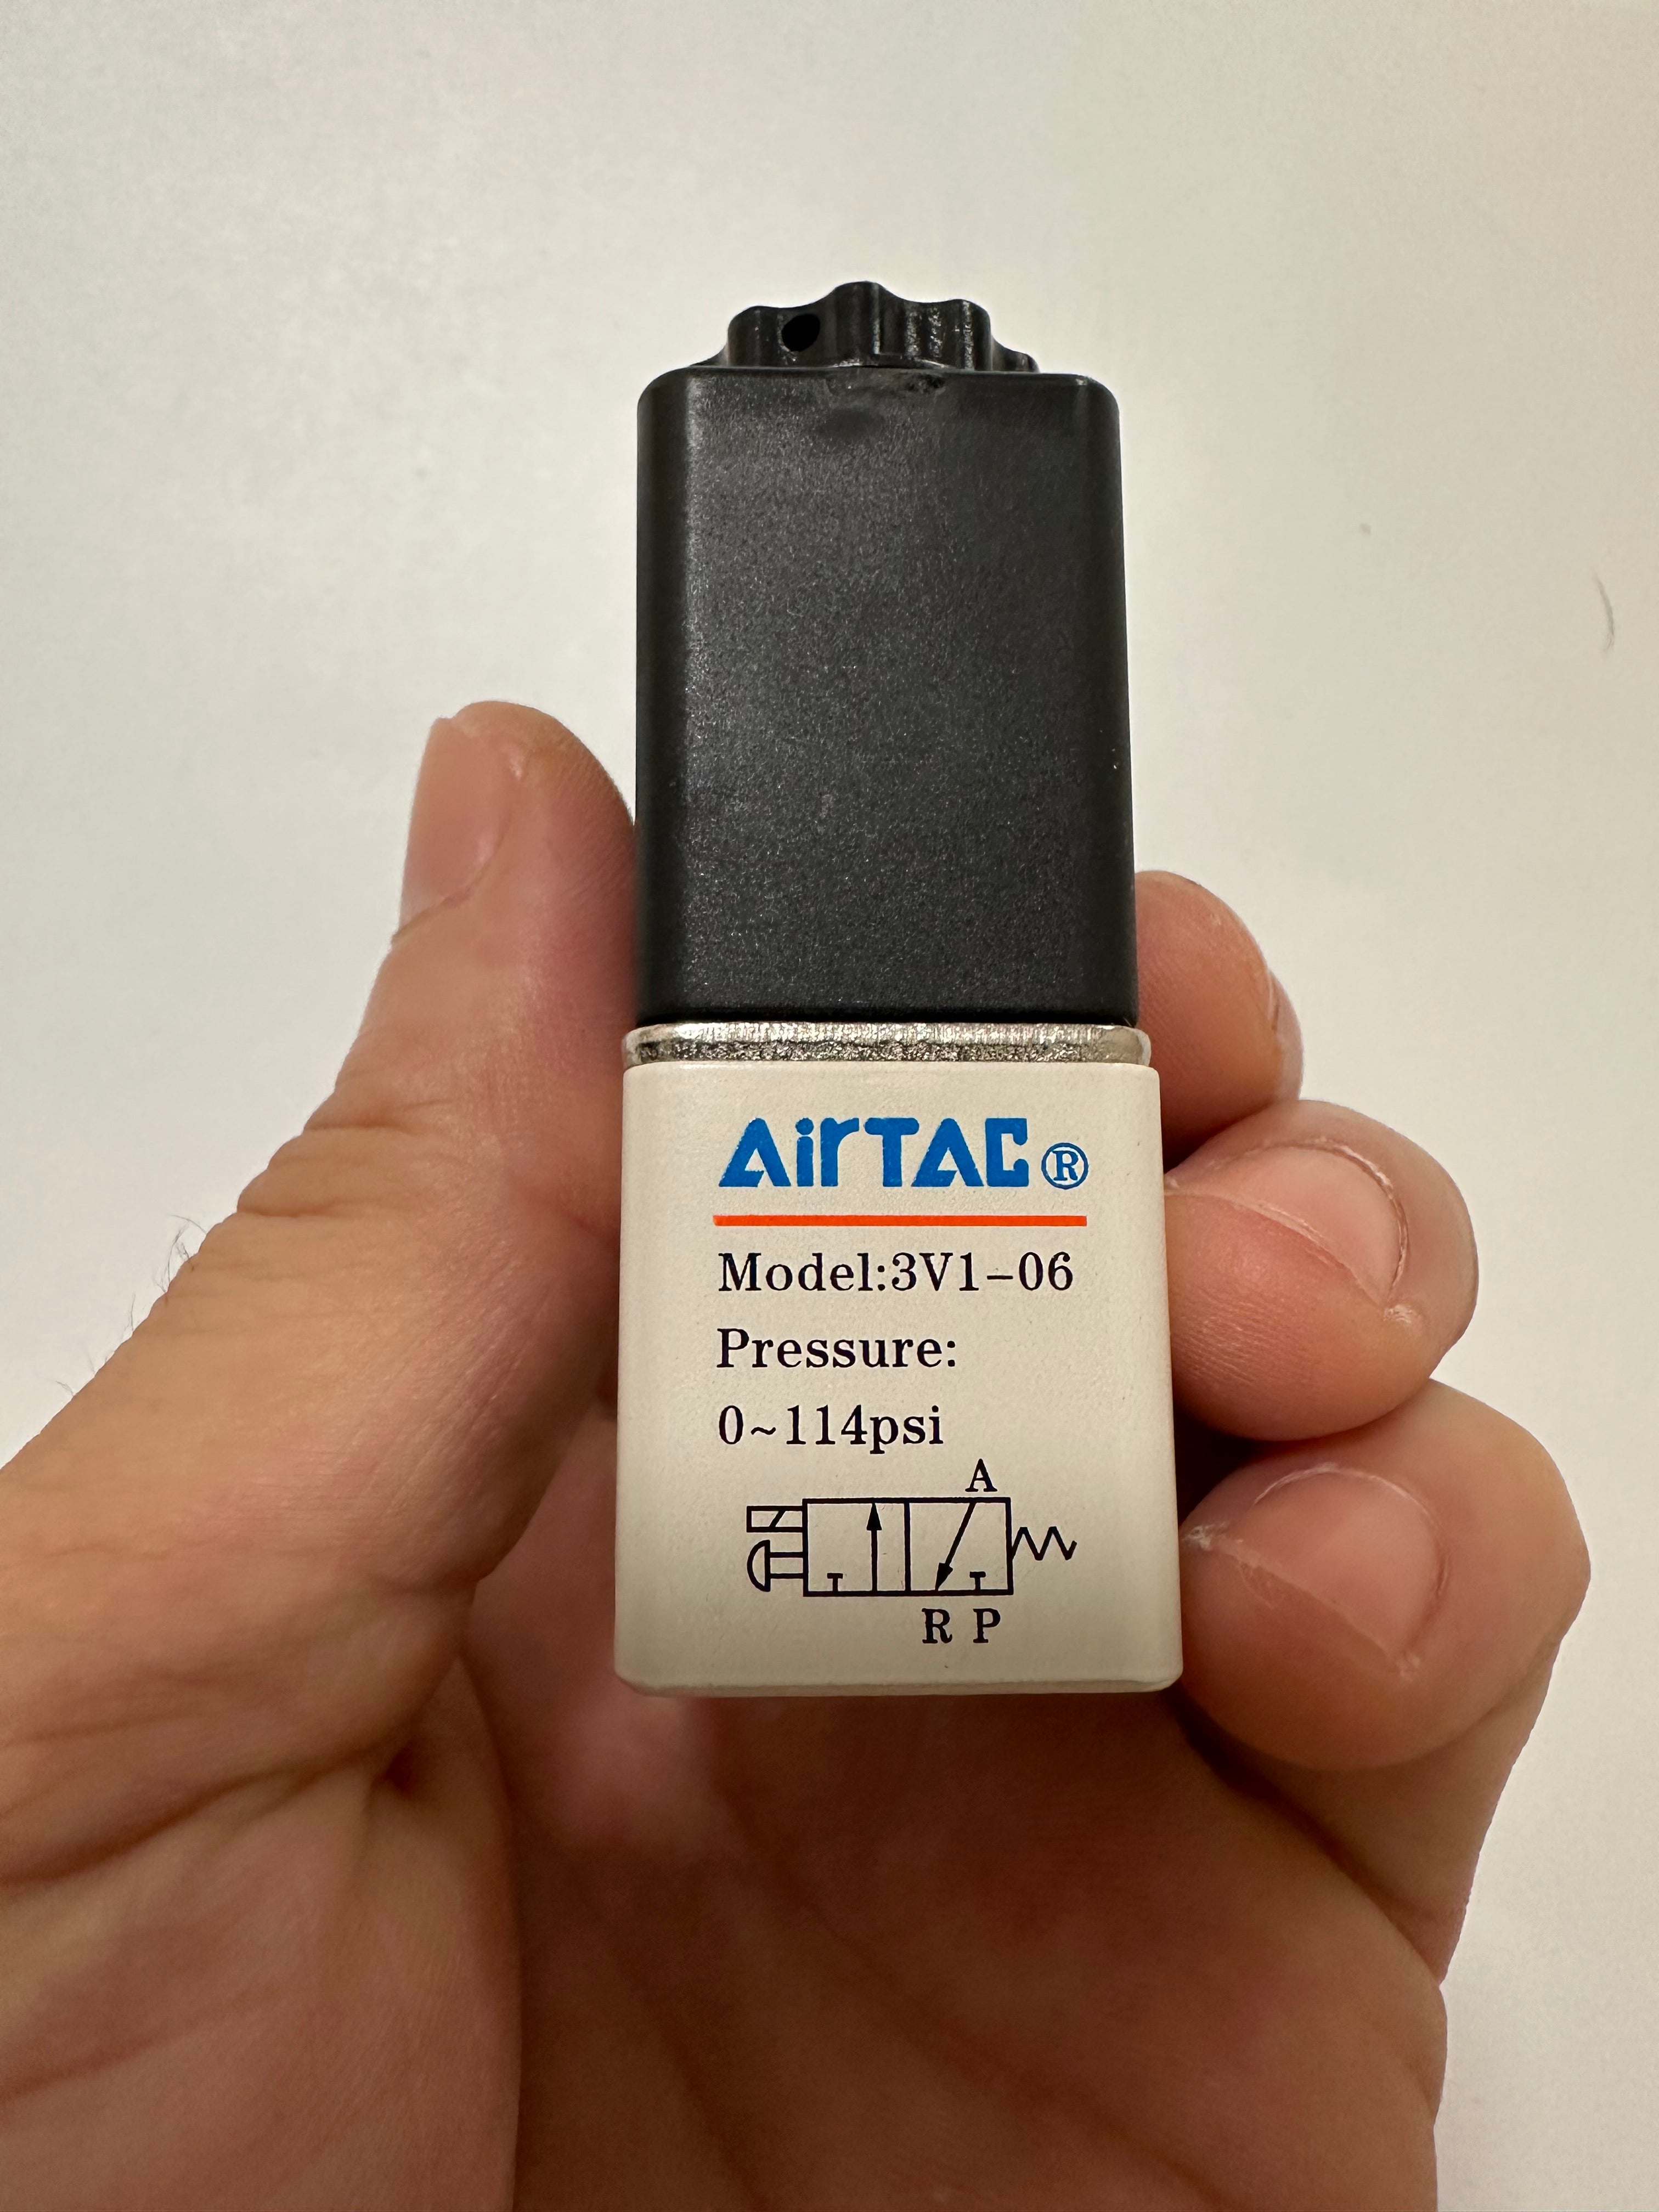 AirTAC®
Model:3V1-06
Pressure:
0~114psi
A
R P